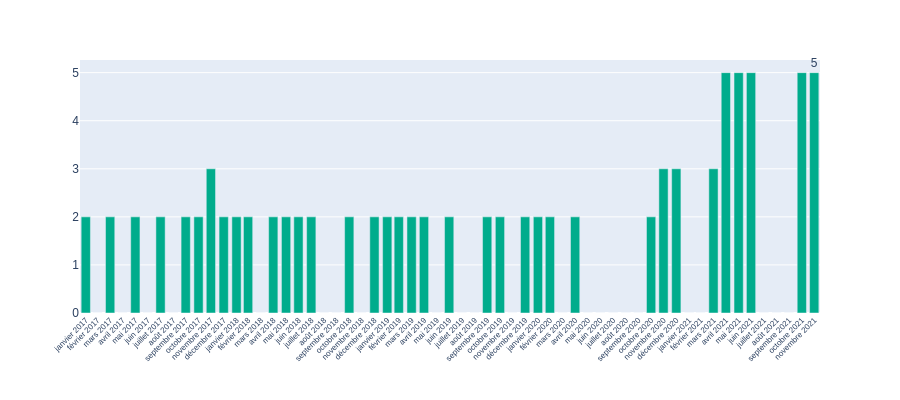 5
5
4
3
2
1
0
janvier 2017
février 2017
mars 2017
avril 2017
mai 2017
juin 2017
juillet 2017
août 2017
septembre 2017
octobre 2017
novembre 2017
décembre 2017
janvier 2018
février 2018
mars 2018
avril 2018
mai 2018
juin 2018
juillet 2018
août 2018
septembre 2018
octobre 2018
novembre 2018
décembre 2018
janvier 2019
février 2019
mars 2019
avril 2019
mai 2019
juin 2019
juillet 2019
août 2019
septembre 2019
octobre 2019
novembre 2019
décembre 2019
janvier 2020
février 2020
mars 2020
avril 2020
mai 2020
juin 2020
juillet 2020
août 2020
septembre 2020
octobre 2020
novembre 2020
décembre 2020
janvier 2021
février 2021
mars 2021
avril 2021
mai 2021
juin 2021
juillet 2021
août 2021
septembre 2021
octobre 2021
novembre 2021